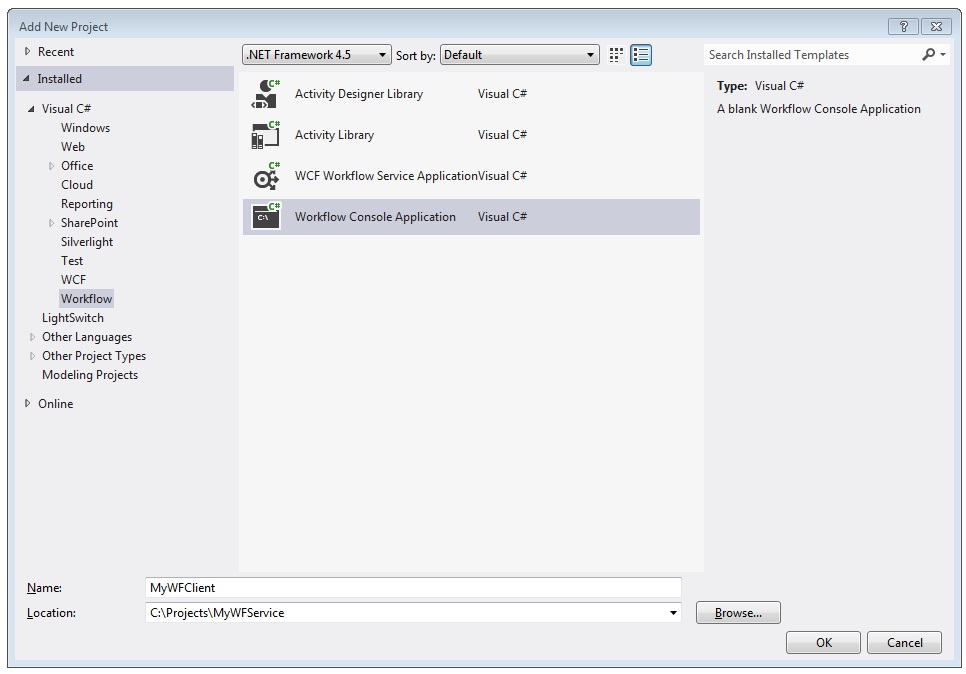 Add New Project
Recent
.NET Framework 4.5 Sort by: Default
Search Installed Templates
Installed
Visual C#
Windows
Web
Office
Cloud
Reporting
SharePoint
Silverlight
Test
WCF
Workflow
LightSwitch
Other Languages
Other Project Types
Modeling Projects
Online
C# Activity Designer Library Visual C#
C# Activity Library Visual C#
C# WCF Workflow Service Application Visual C#
C# C:\ Workflow Console Application Visual C#
Type: Visual C#
A blank Workflow Console Application
Name: MyWFClient
Location: C:\Projects\MyWFService Browse...
OK Cancel